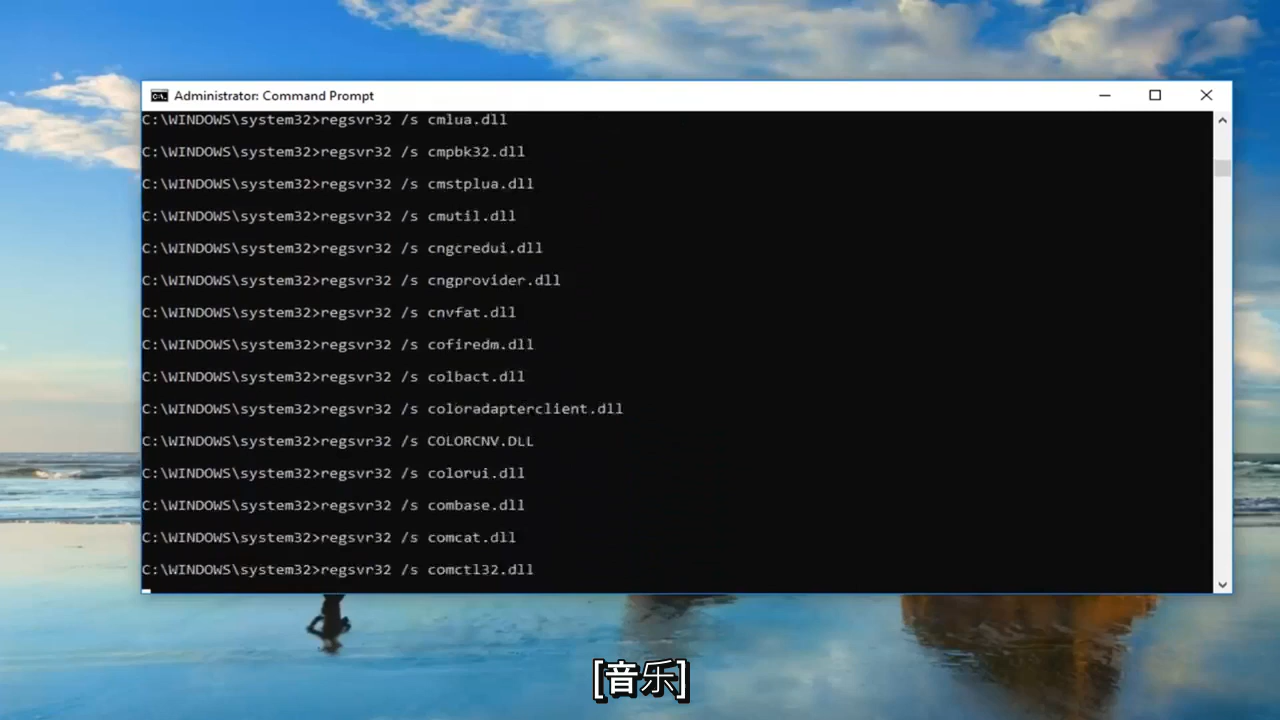 Administrator: Command Prompt
C:\WINDOWS\system32>regsvr32 /s cmlua.dll
C:\WINDOWS\system32>regsvr32 /s cmpbk32.dll
C:\WINDOWS\system32>regsvr32 /s cmstplua.dll
C:\WINDOWS\system32>regsvr32 /s cmutil.dll
C:\WINDOWS\system32>regsvr32 /s cngcredui.dll
C:\WINDOWS\system32>regsvr32 /s cngprovider.dll
C:\WINDOWS\system32>regsvr32 /s cnvfat.dll
C:\WINDOWS\system32>regsvr32 /s cofiredm.dll
C:\WINDOWS\system32>regsvr32 /s colbact.dll
C:\WINDOWS\system32>regsvr32 /s coloradapterclient.dll
C:\WINDOWS\system32>regsvr32 /s COLORCNV.DLL
C:\WINDOWS\system32>regsvr32 /s colorui.dll
C:\WINDOWS\system32>regsvr32 /s combase.dll
C:\WINDOWS\system32>regsvr32 /s comcat.dll
C:\WINDOWS\system32>regsvr32 /s comctl32.dll
[音乐]